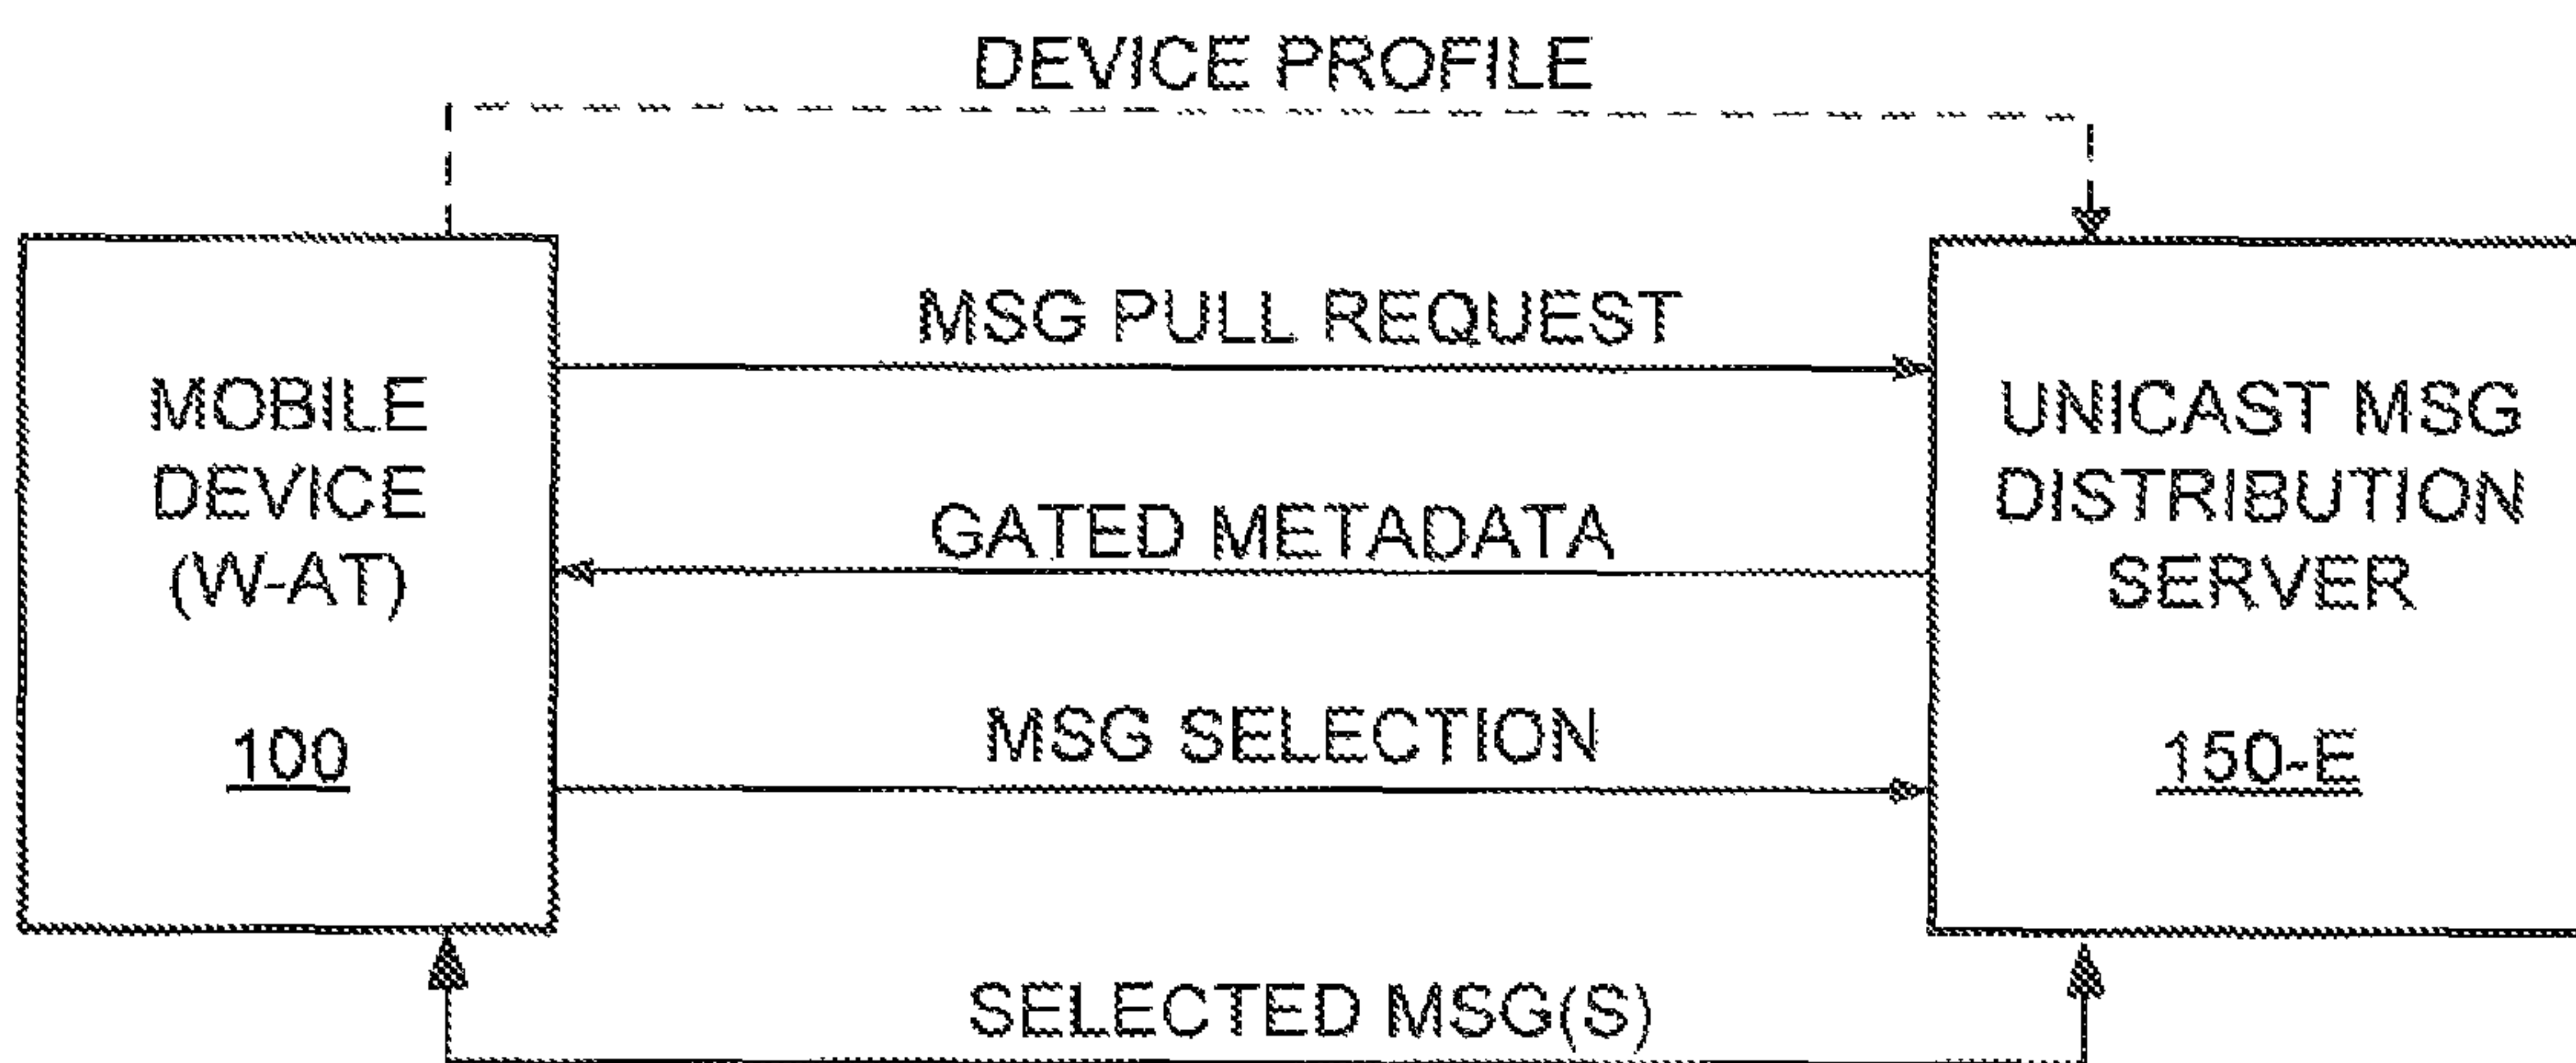 DEVICE PROFILE
MSG PULL REQUEST
MOBILE
DEVICE
(W-AT)
100
GATED METADATA
MSG SELECTION
UNICAST MSG
DISTRIBUTION
SERVER
150-E
SELECTED MSG(S)